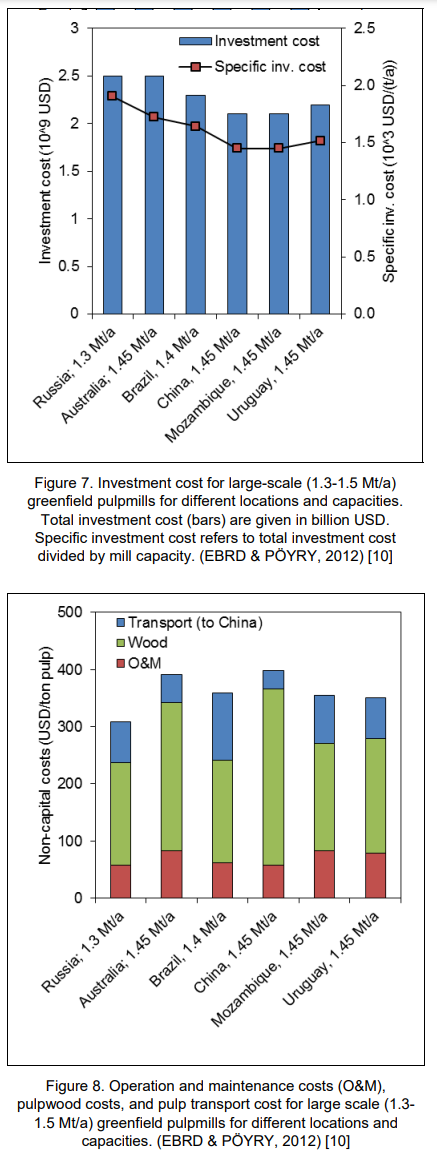 3
2.5
2
1.5
1
0.5
0
Investment cost (10^9 USD)
Investment cost
Specific inv. cost
2.5
2.0
1.5
1.0
0.5
0.0
Specific inv. cost (10^3 USD/(t/a)
Russia; 1.3 Mt/a
Australia; 1.45 Mt/a
Brazil, 1.4 Mt/a
China, 1.45 Mt/a
Mozambique, 1.45 Mt/a
Uruguay, 1.45 Mt/a
Figure 7. Investment cost for large-scale (1.3-1.5 Mt/a)
greenfield pulpmills for different locations and capacities.
Total investment cost (bars) are given in billion USD.
Specific investment cost refers to total investment cost
divided by mill capacity. (EBRD & PÖYRY, 2012) [10]
500
400
300
200
100
0
Non-capital costs (USD/ton pulp)
Transport (to China)
Wood
O&M
Russia; 1.3 Mt/a
Australia; 1.45 Mt/a
Brazil, 1.4 Mt/a
China, 1.45 Mt/a
Mozambique, 1.45 Mt/a
Uruguay, 1.45 Mt/a
Figure 8. Operation and maintenance costs (O&M),
pulpwood costs, and pulp transport cost for large scale (1.3-
1.5 Mt/a) greenfield pulpmills for different locations and
capacities. (EBRD & PÖYRY, 2012) [10]